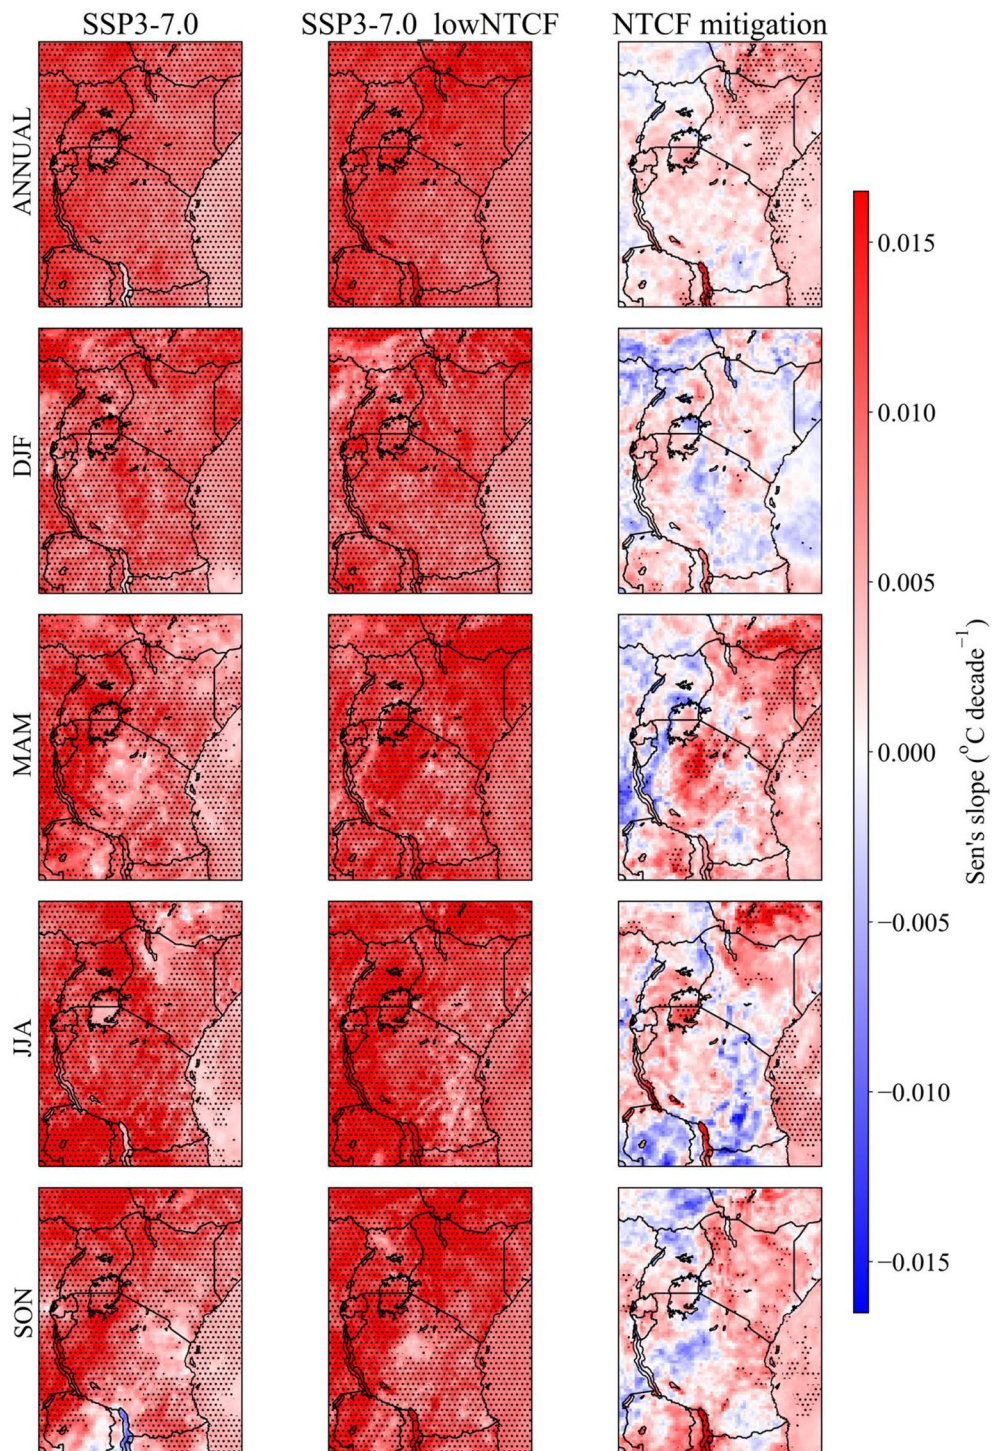 SSP3-7.0
SSP3-7.0_lowNTCF
NTCF mitigation
ANNUAL
DJF
MAM
JJA
SON
0.015
0.010
0.005
0.000
−0.005
−0.010
−0.015
Sen's slope (°C decade⁻¹)